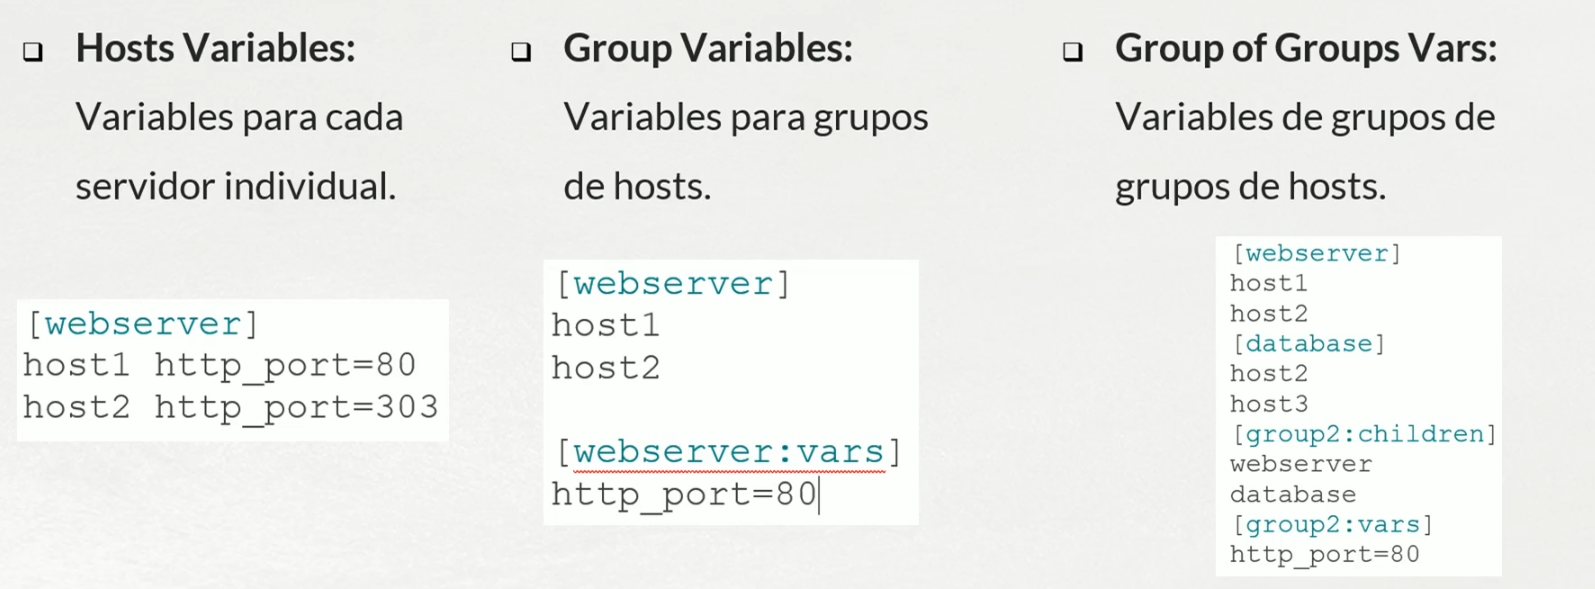 Hosts Variables:
Variables para cada
servidor individual.
[webserver]
host1 http_port=80
host2 http_port=303
Group Variables:
Variables para grupos
de hosts.
[webserver]
host1
host2
[webserver:vars]
http_port=80
Group of Groups Vars:
Variables de grupos de
grupos de hosts.
[webserver]
host1
host2
[database]
host2
host3
[group2:children]
webserver
database
[group2:vars]
http_port=80